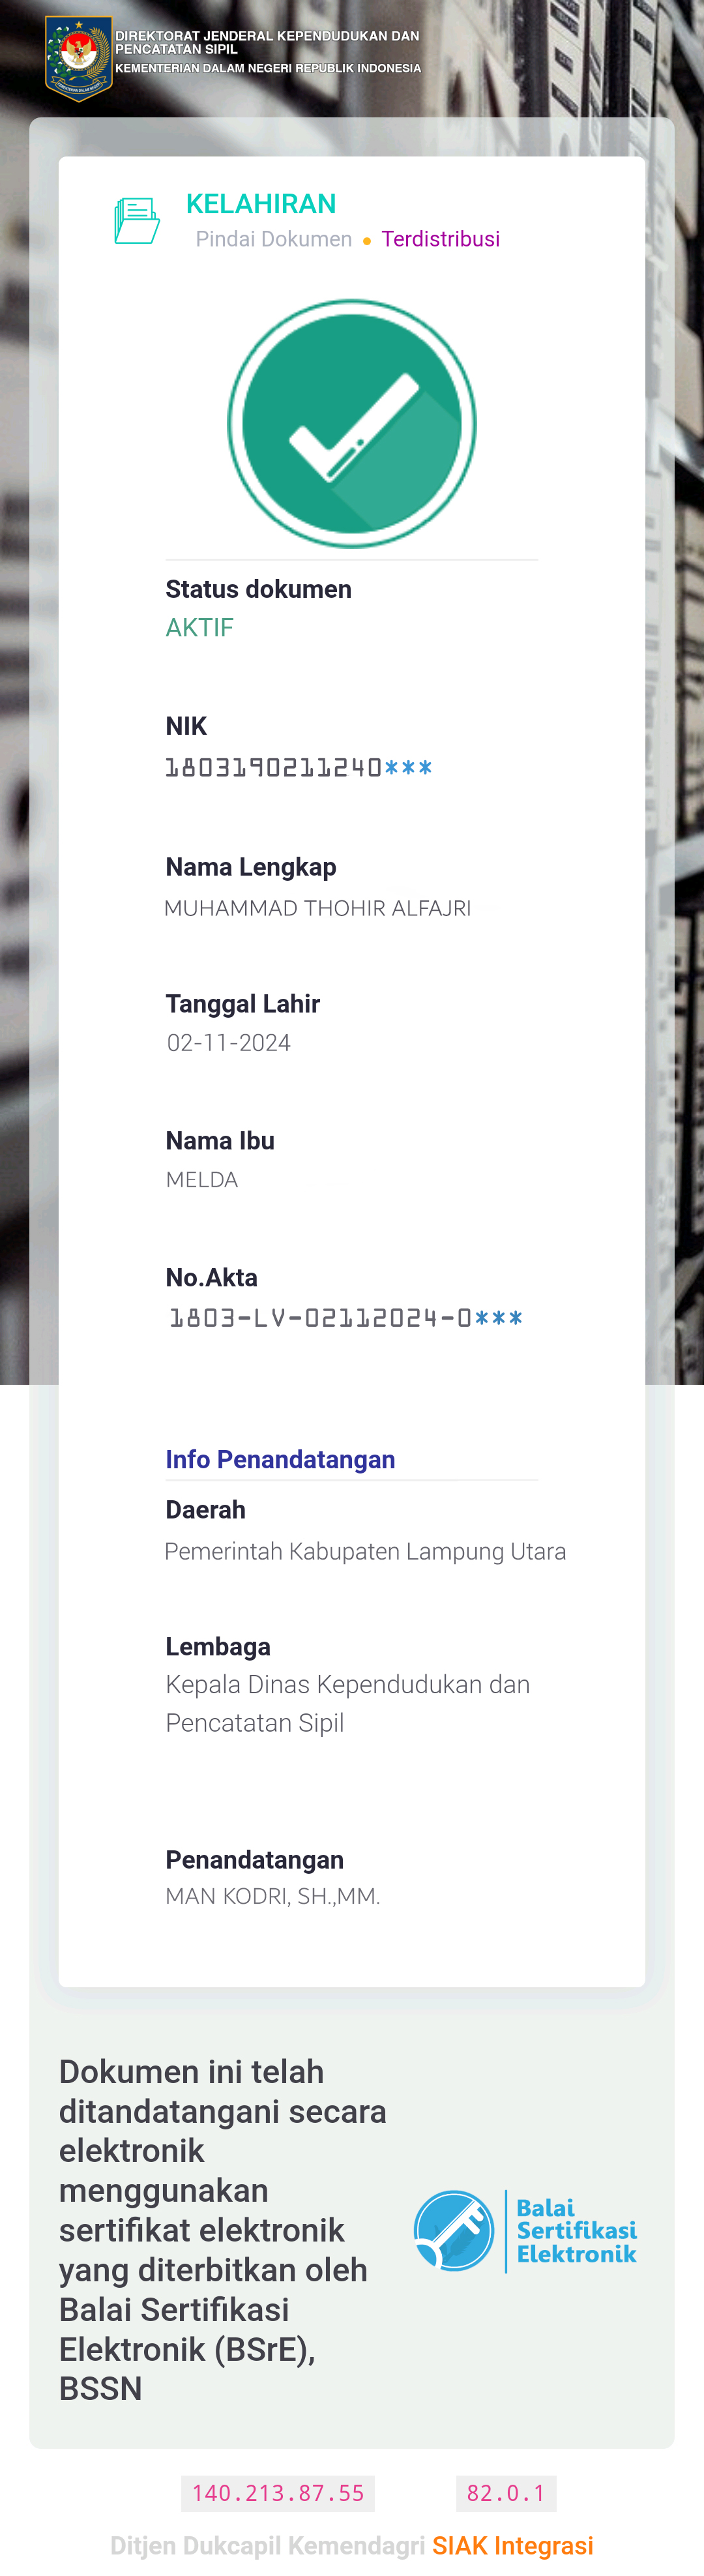 DIREKTORAT JENDERAL KEPENDUDUKAN DAN
PENCATATAN SIPIL
KEMENTERIAN DALAM NEGERI REPUBLIK INDONESIA
KEMENTERIAN DALAM NEGERI
KELAHIRAN
Pindai Dokumen • Terdistribusi
Status dokumen
AKTIF
NIK
1803190211240***
Nama Lengkap
MUHAMMAD THOHIR ALFAJRI
Tanggal Lahir
02-11-2024
Nama Ibu
MELDA
No.Akta
1803-LV-02112024-0***
Info Penandatangan
Daerah
Pemerintah Kabupaten Lampung Utara
Lembaga
Kepala Dinas Kependudukan dan
Pencatatan Sipil
Penandatangan
MAN KODRI, SH.,MM.
Dokumen ini telah
ditandatangani secara
elektronik
menggunakan
sertifikat elektronik
yang diterbitkan oleh
Balai Sertifikasi
Elektronik (BSrE),
BSSN
Balai
Sertifikasi
Elektronik
140.213.87.55 82.0.1
Ditjen Dukcapil Kemendagri SIAK Integrasi